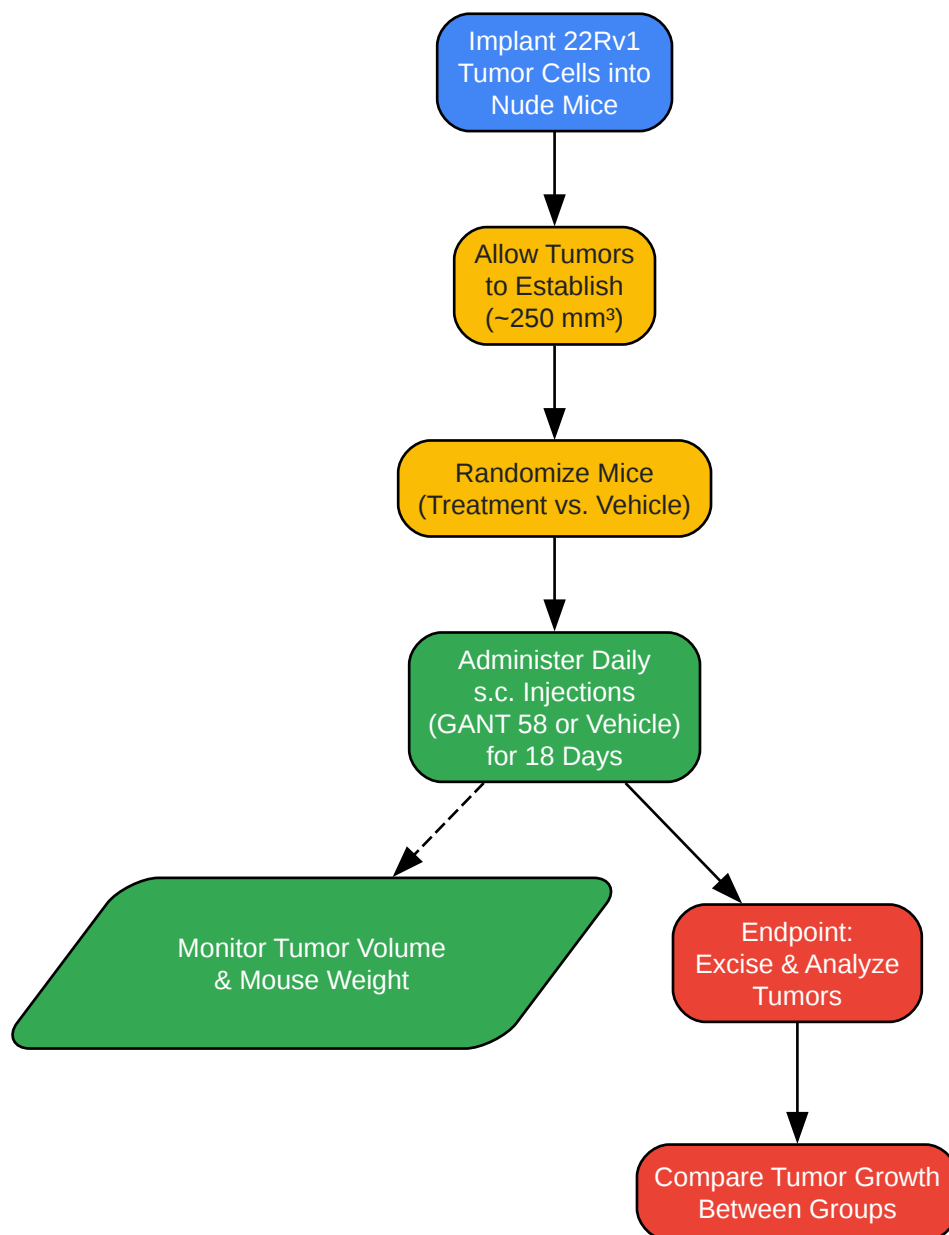 Implant 22Rv1
Tumor Cells into
Nude Mice
Allow Tumors
to Establish
(~250 mm³)
Randomize Mice
(Treatment vs. Vehicle)
Administer Daily
s.c. Injections
(GANT 58 or Vehicle)
for 18 Days
Monitor Tumor Volume
& Mouse Weight
Endpoint:
Excise & Analyze
Tumors
Compare Tumor Growth
Between Groups